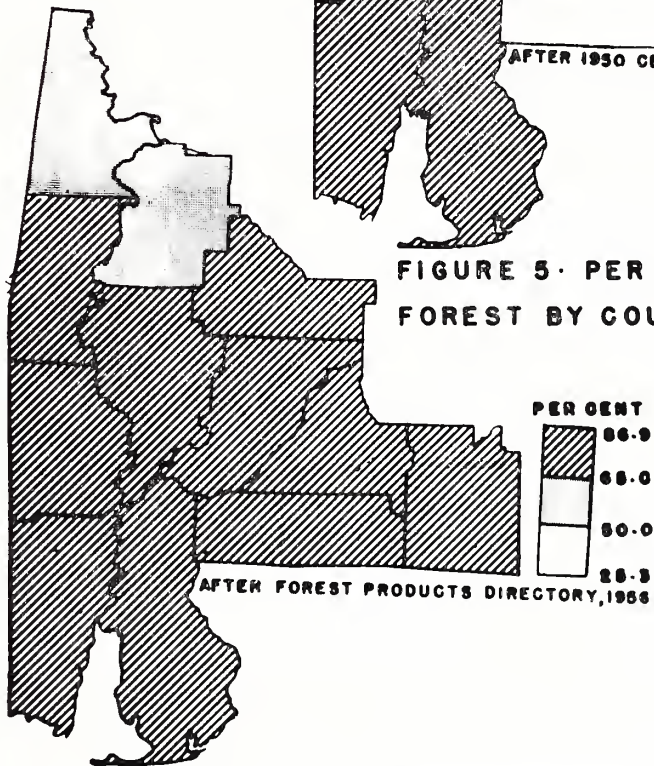 AFTER 1950 CE
FIGURE 5. PER
FOREST BY COU
PER CENT
86.9
65.0
50.0
25.3
AFTER FOREST PRODUCTS DIRECTORY, 1956